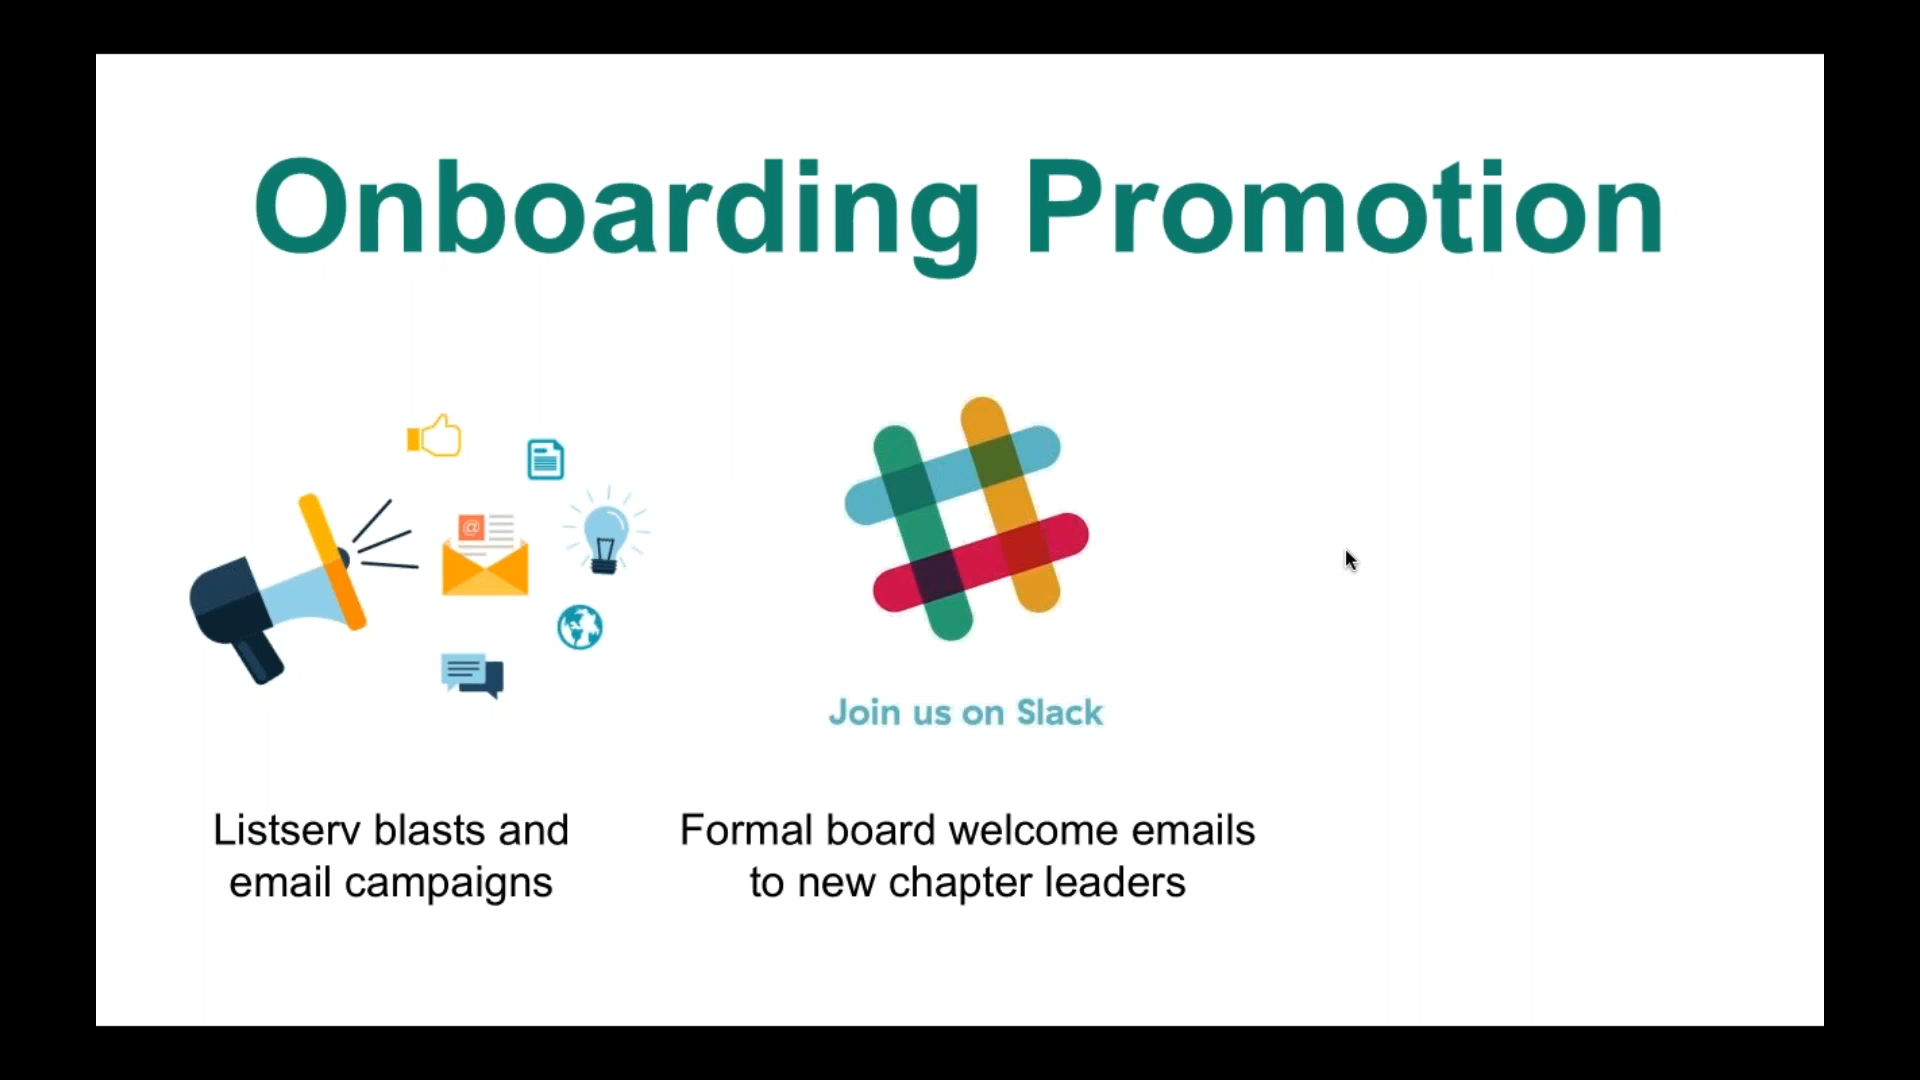 Onboarding Promotion
@
Join us on Slack
Listserv blasts and
email campaigns
Formal board welcome emails
to new chapter leaders